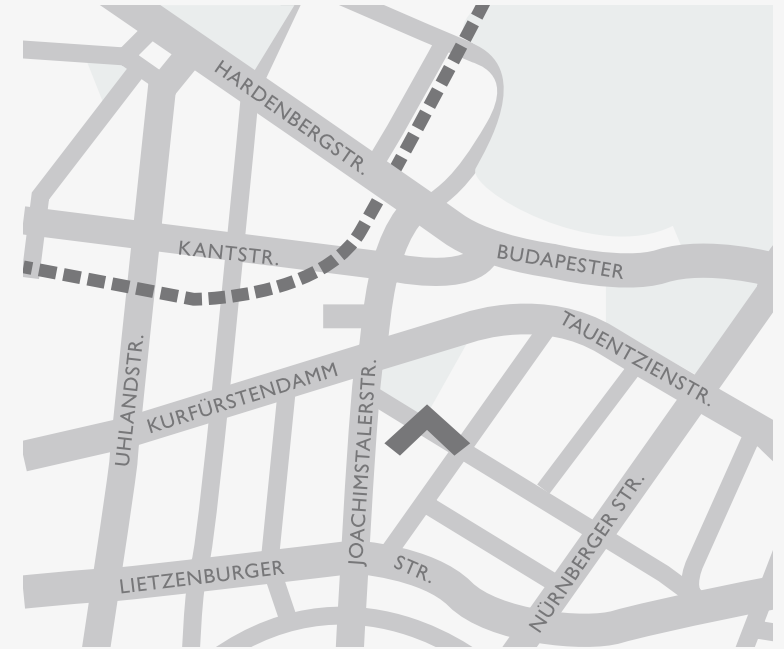 HARDENBERGSTR.
KANTSTR.
BUDAPESTER
TAUENTZIENSTR.
UHLANDSTR.
KURFÜRSTENDAMM
JOACHIMSTALERSTR.
NÜRNBERGER STR.
LIETZENBURGER STR.